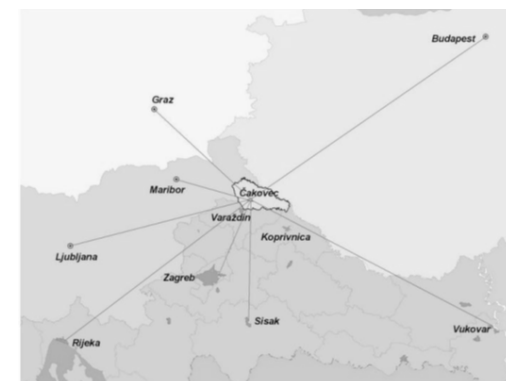 Budapest
Graz
Maribor
Čakovec
Varaždin
Koprivnica
Ljubljana
Zagreb
Sisak
Vukovar
Rijeka